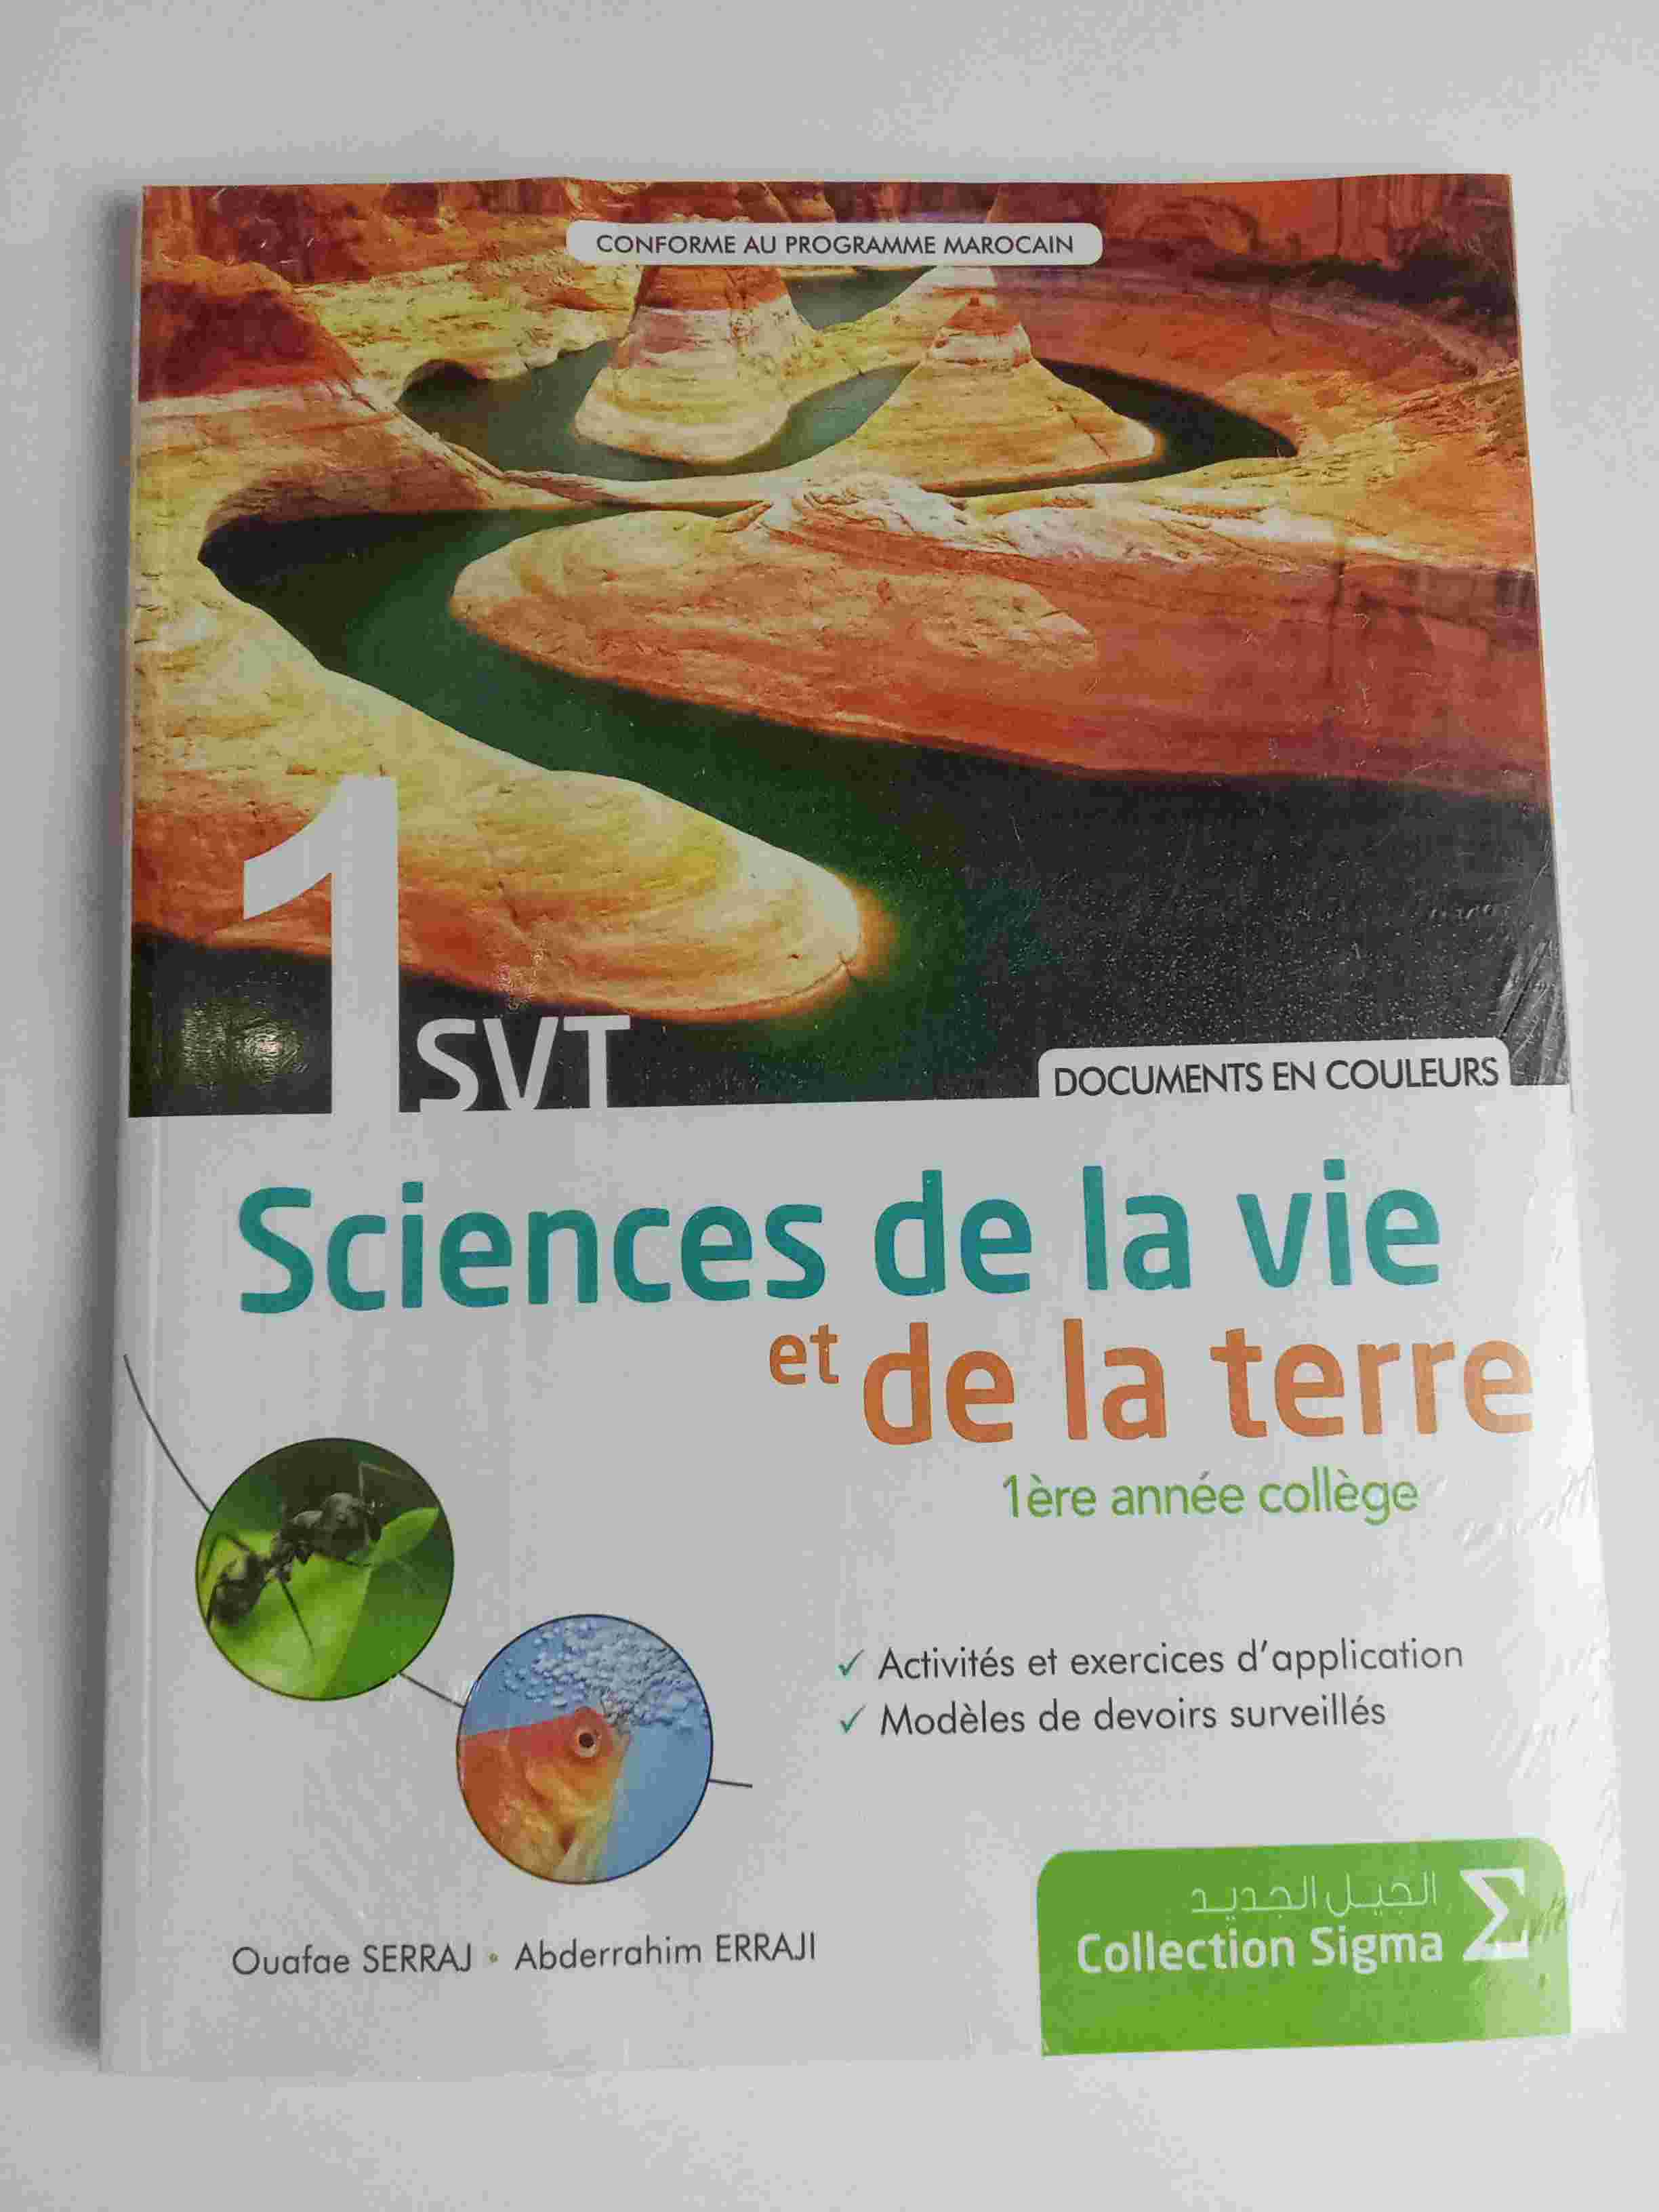 CONFORME AU PROGRAMME MAROCAIN
1
SVT
DOCUMENTS EN COULEURS
Sciences de la vie
et de la terre
1ère année collège
✓ Activités et exercices d'application
✓ Modèles de devoirs surveillés
Ouafae SERRAJ • Abderrahim ERRAJI
الجيل الجديد
Collection Sigma Σ